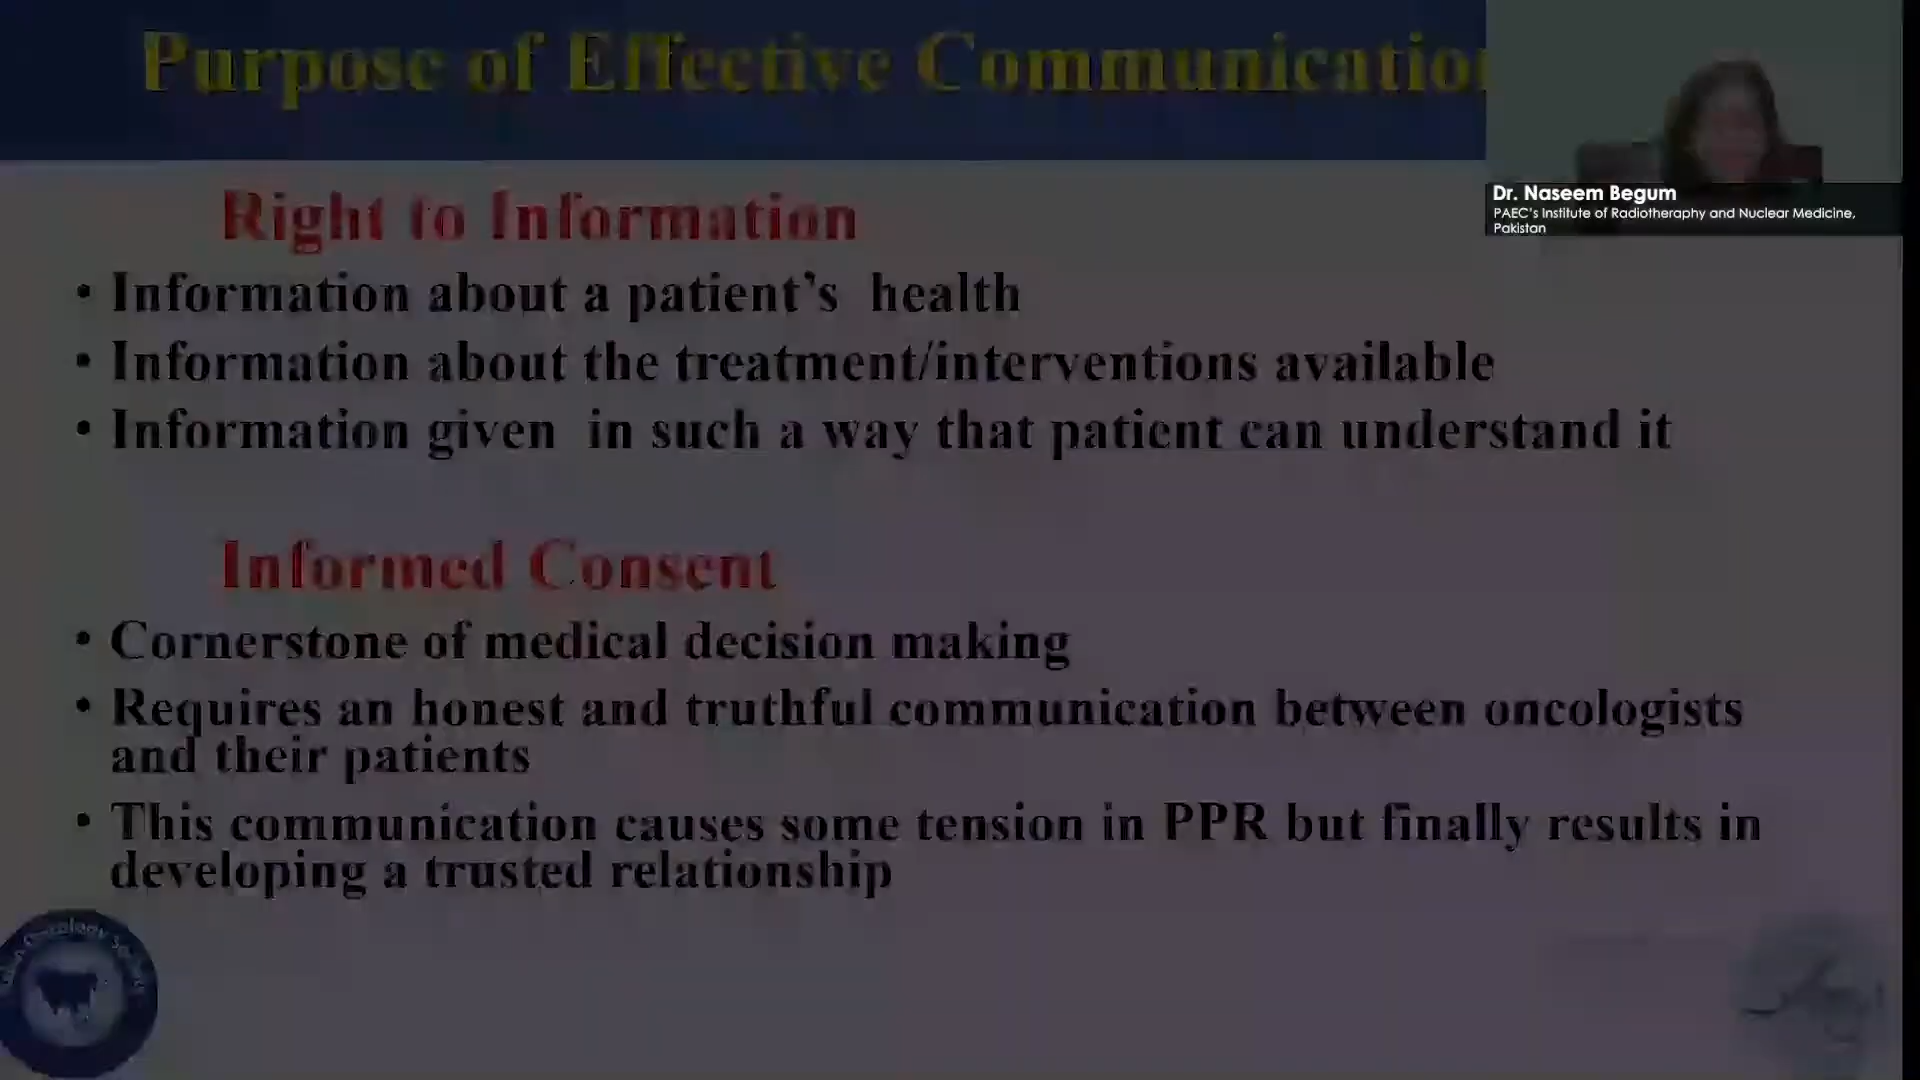 Purpose of Effective Communicatio
Dr. Naseem Begum
PAEC's Institute of Radiotheraphy and Nuclear Medicine,
Pakistan
Right to Information
• Information about a patient's health
• Information about the treatment/interventions available
• Information given in such a way that patient can understand it
Informed Consent
• Cornerstone of medical decision making
• Requires an honest and truthful communication between oncologists
and their patients
• This communication causes some tension in PPR but finally results in
developing a trusted relationship
Oncology